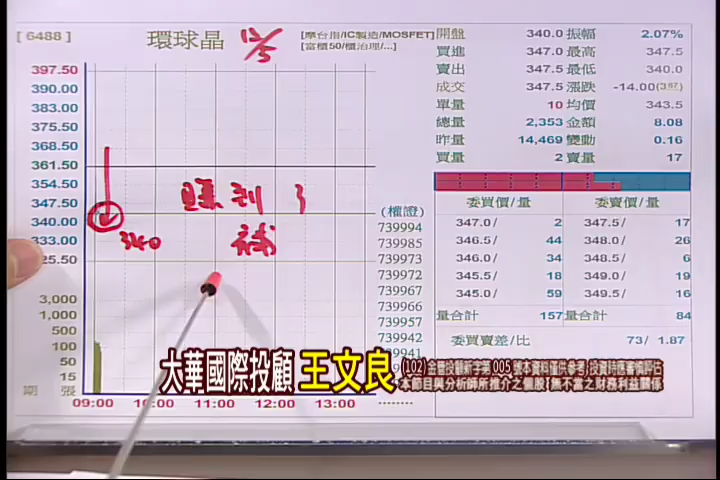 [6488] 環球晶 12/5 [摩台指/IC製造/MOSFET]
[富櫃50/櫃治理/...]
開盤 340.0 振幅 2.07%
買進 347.0 最高 347.5
賣出 347.5 最低 340.0
成交 347.5 漲跌 -14.00
單量 10 均價 343.5
總量 2,353 金額 8.08
昨量 14,469 變動 0.16
買量 2 賣量 17
委買價/量 委賣價/量
347.0/ 2 347.5/ 17
346.5/ 44 348.0/ 26
346.0/ 34 348.5/ 6
345.5/ 18 349.0/ 19
345.0/ 59 349.5/ 16
量合計 157 量合計 84
委買賣差/比 73/ 1.87
397.50
390.00
383.00
375.50
368.50
361.50
354.50
347.50
340.00
333.00
25.50
3,000
1,000
500
100
50
15
期 張
09:00 10:00 11:00 12:00 13:00
(權證)
739994
739985
739973
739972
739967
739966
739957
739942
739941
賺到了
補
340
大華國際投顧 王文良
(102)金管投顧新字第005號本資料僅供參考,投資時應審慎評估
本節目與分析師所推介之個股 無不當之財務利益關係